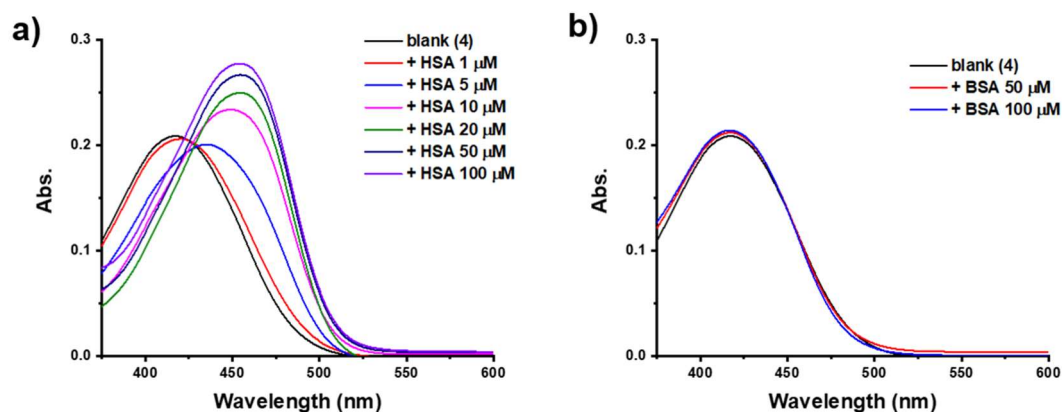 a)
0.3
0.2
0.1
0.0
Abs.
400
450
500
550
600
Wavelength (nm)
blank (4)
+ HSA 1 μM
+ HSA 5 μM
+ HSA 10 μM
+ HSA 20 μM
+ HSA 50 μM
+ HSA 100 μM
b)
0.3
0.2
0.1
0.0
Abs.
400
450
500
550
600
Wavelength (nm)
blank (4)
+ BSA 50 μM
+ BSA 100 μM